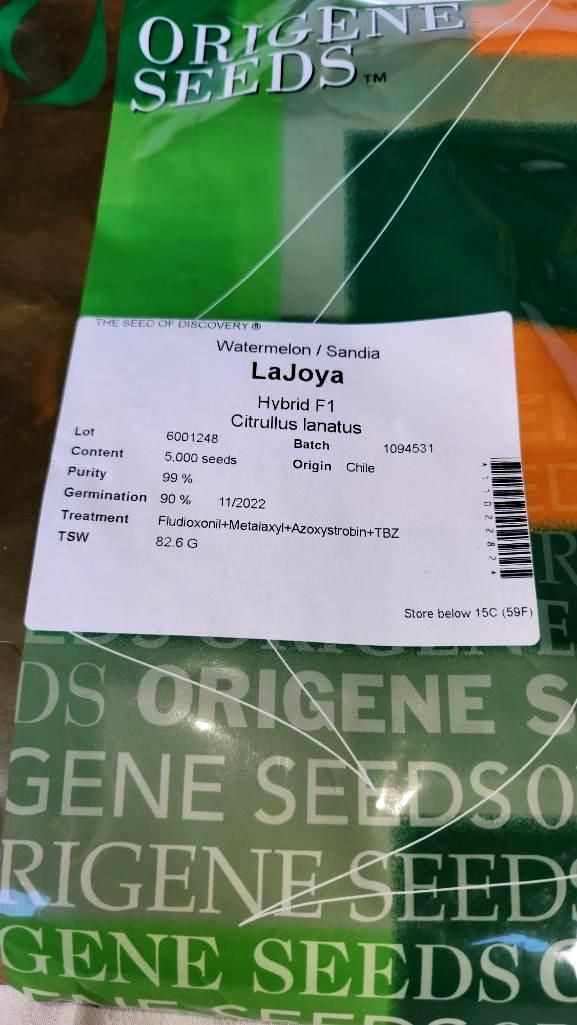 ORIGENE
SEEDS™
THE SEED OF DISCOVERY ®
Watermelon / Sandia
LaJoya
Hybrid F1
Citrullus lanatus
Lot 6001248 Batch 1094531
Content 5,000 seeds Origin Chile
Purity 99 %
Germination 90 % 11/2022
Treatment Fludioxonil+Metalaxyl+Azoxystrobin+TBZ
TSW 82.6 G
*1102282*
Store below 15C (59F)
DS ORIGENE S
GENE SEEDS O
RIGENE SEEDS
GENE SEEDS O